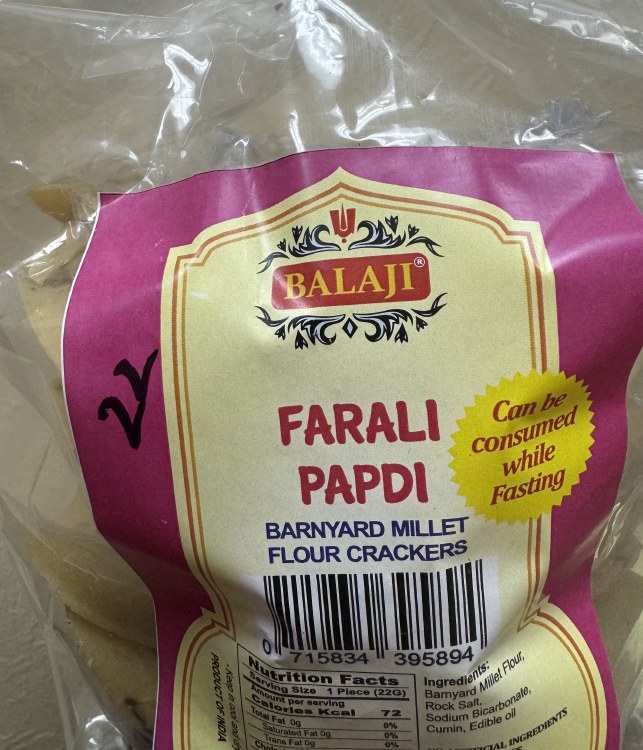 BALAJI®
FARALI
PAPDI
Can be
consumed
while
Fasting
BARNYARD MILLET
FLOUR CRACKERS
22
0 715834 395894
Nutrition Facts
Serving Size 1 Piece (22G)
Amount per serving
Calories Kcal 72
Total Fat 0g 0%
Saturated Fat 0g 0%
Trans Fat 0g 0%
Ingredients:
Barnyard Millet Flour,
Rock Salt,
Sodium Bicarbonate,
Cumin, Edible oil
INGREDIENTS
PRODUCT OF INDIA